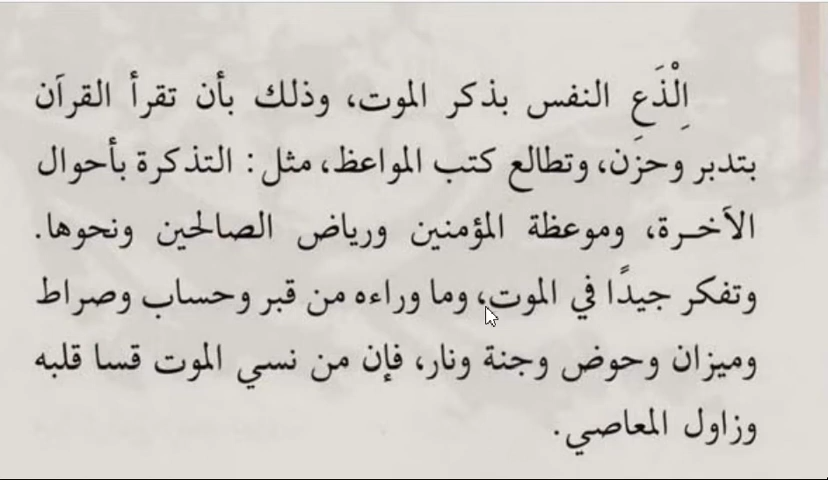 اِلْذَعِ النفس بذكر الموت، وذلك بأن تقرأ القرآن
بتدبر وحزن، وتطالع كتب المواعظ، مثل: التذكرة بأحوال
الآخـرة، وموعظة المؤمنين ورياض الصالحين ونحوها.
وتفكر جيدًا في الموت، وما وراءه من قبر وحساب وصراط
وميزان وحوض وجنة ونار، فإن من نسي الموت قسا قلبه
وزاول المعاصي.